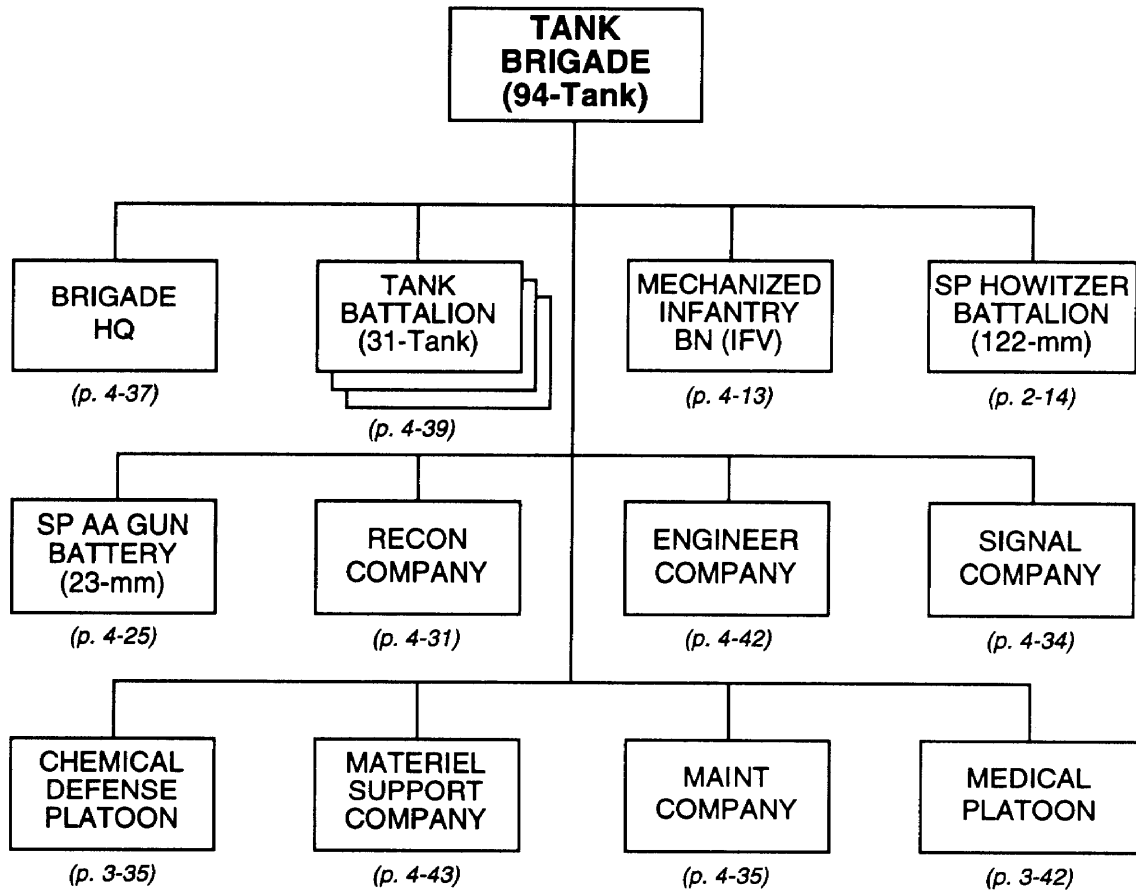 TANK
BRIGADE
(94-Tank)
BRIGADE
HQ
(p. 4-37)
TANK
BATTALION
(31-Tank)
(p. 4-39)
MECHANIZED
INFANTRY
BN (IFV)
(p. 4-13)
SP HOWITZER
BATTALION
(122-mm)
(p. 2-14)
SP AA GUN
BATTERY
(23-mm)
(p. 4-25)
RECON
COMPANY
(p. 4-31)
ENGINEER
COMPANY
(p. 4-42)
SIGNAL
COMPANY
(p. 4-34)
CHEMICAL
DEFENSE
PLATOON
(p. 3-35)
MATERIEL
SUPPORT
COMPANY
(p. 4-43)
MAINT
COMPANY
(p. 4-35)
MEDICAL
PLATOON
(p. 3-42)